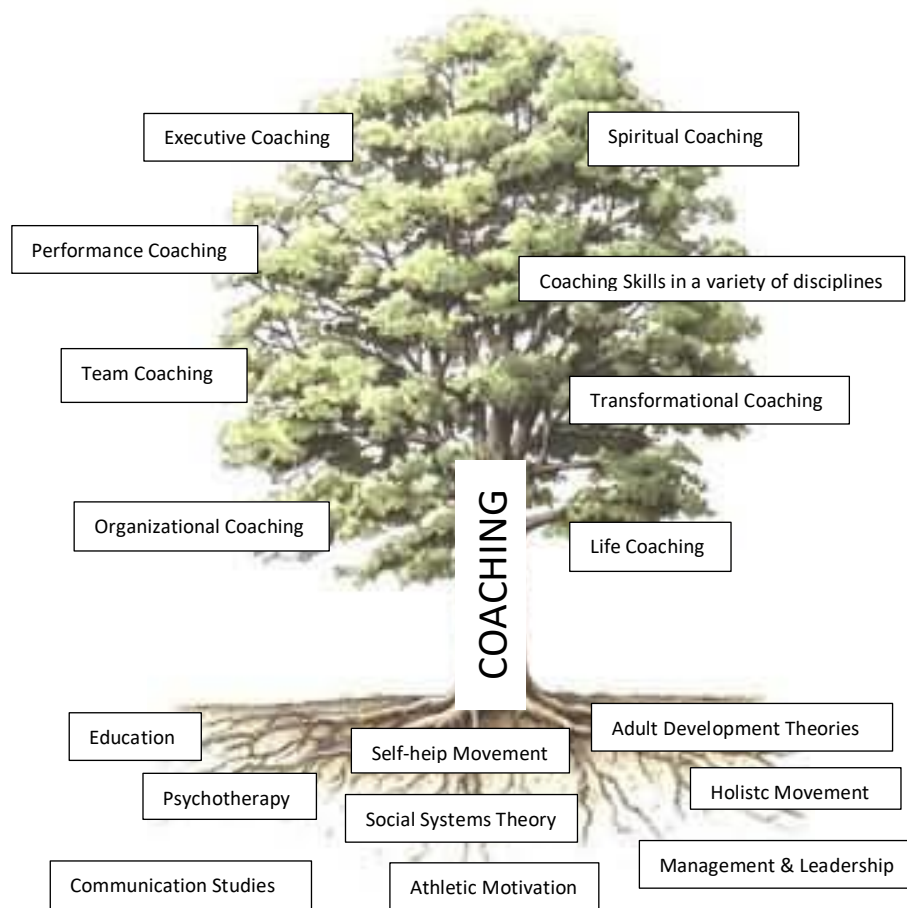 Executive Coaching
Spiritual Coaching
Performance Coaching
Coaching Skills in a variety of disciplines
Team Coaching
Transformational Coaching
Organizational Coaching
COACHING
Life Coaching
Education
Self-heip Movement
Adult Development Theories
Psychotherapy
Holistc Movement
Social Systems Theory
Management & Leadership
Communication Studies
Athletic Motivation